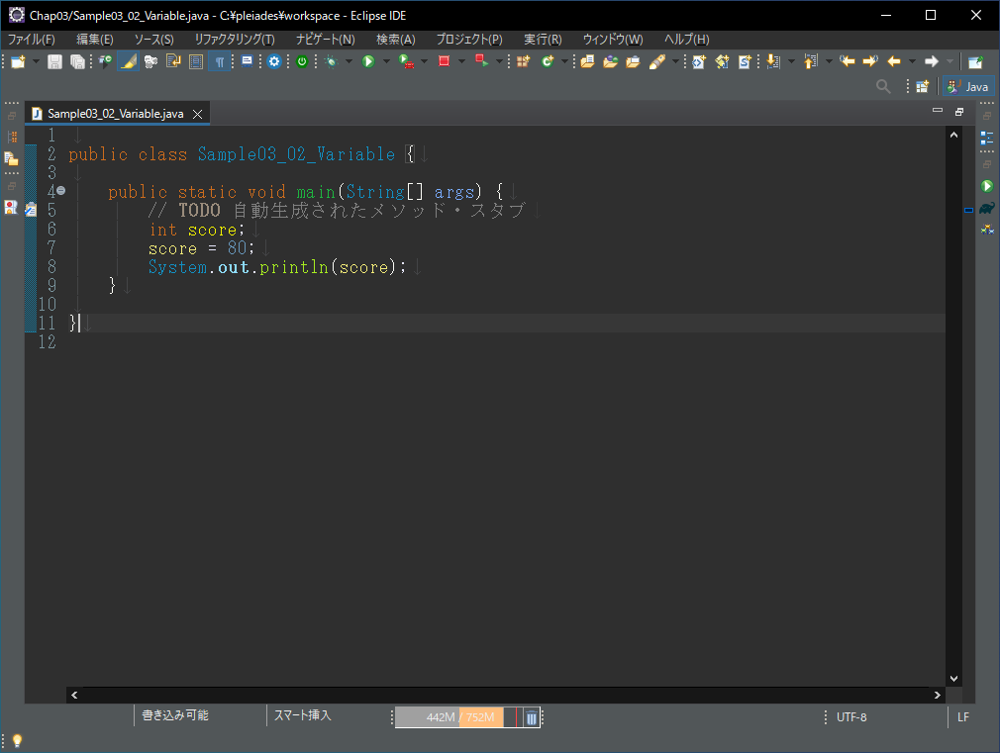 Chap03/Sample03_02_Variable.java - C:¥pleiades¥workspace - Eclipse IDE
ファイル(F) 編集(E) ソース(S) リファクタリング(T) ナビゲート(N) 検索(A) プロジェクト(P) 実行(R) ウィンドウ(W) ヘルプ(H)
Java
Sample03_02_Variable.java
1
2 public class Sample03_02_Variable {
3
4 public static void main(String[] args) {
5 // TODO 自動生成されたメソッド・スタブ
6 int score;
7 score = 80;
8 System.out.println(score);
9 }
10
11 }
12
書き込み可能 スマート挿入 442M / 752M UTF-8 LF